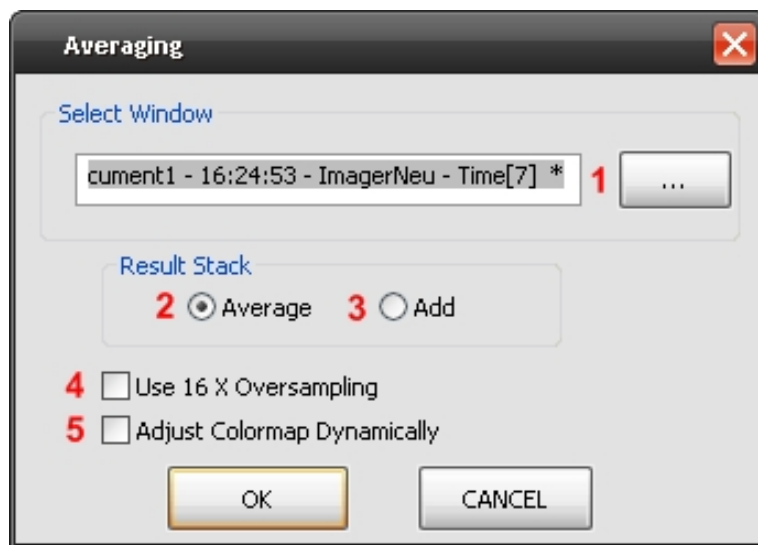 Averaging
Select Window
cument1 - 16:24:53 - ImagerNeu - Time[7] *
1
...
Result Stack
2 Average 3 Add
4 Use 16 X Oversampling
5 Adjust Colormap Dynamically
OK CANCEL